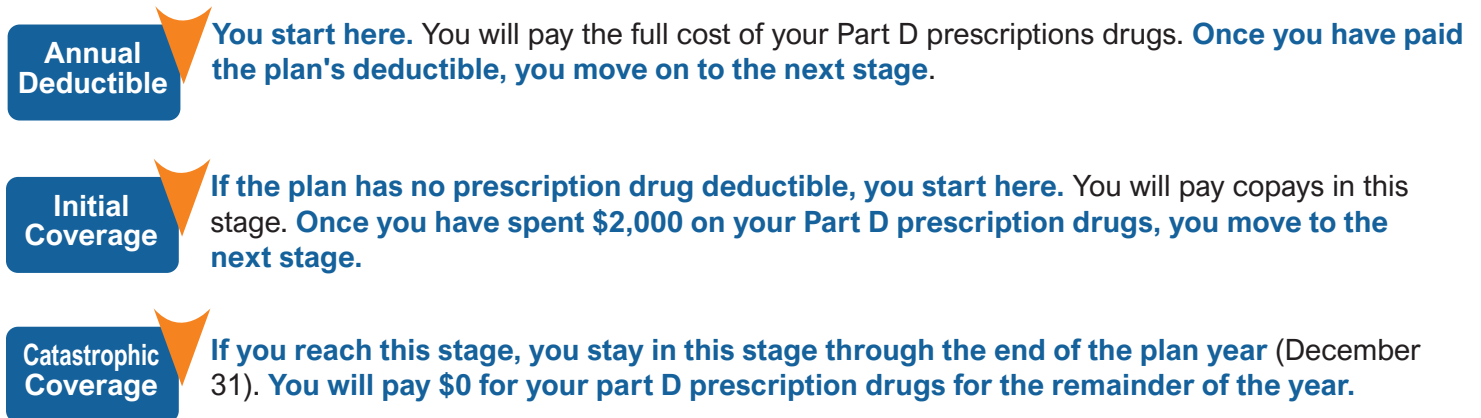 Annual
Deductible
You start here. You will pay the full cost of your Part D prescriptions drugs. Once you have paid
the plan's deductible, you move on to the next stage.
Initial
Coverage
If the plan has no prescription drug deductible, you start here. You will pay copays in this
stage. Once you have spent $2,000 on your Part D prescription drugs, you move to the
next stage.
Catastrophic
Coverage
If you reach this stage, you stay in this stage through the end of the plan year (December
31). You will pay $0 for your part D prescription drugs for the remainder of the year.